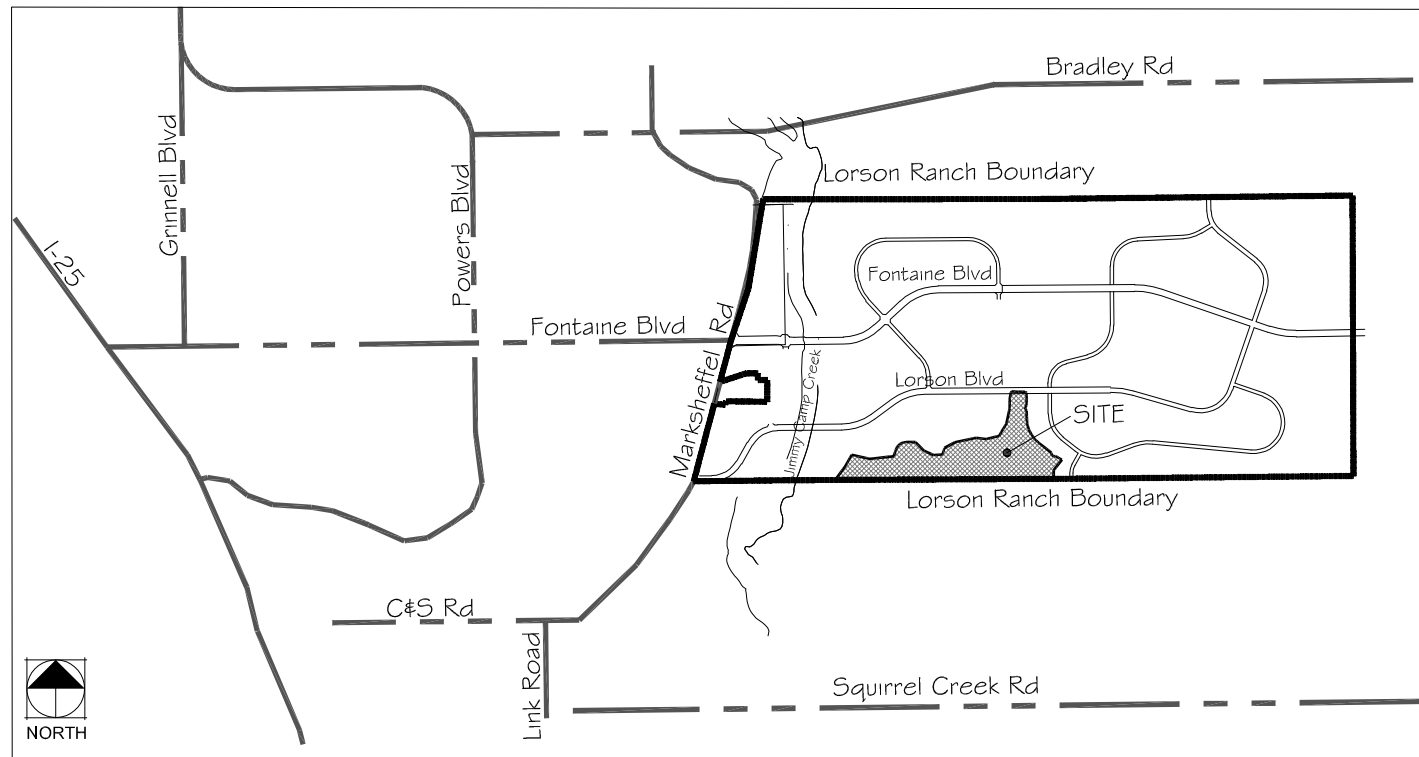 Bradley Rd
Grinnell Blvd
Lorson Ranch Boundary
Powers Blvd
I-25
Fontaine Blvd
Fontaine Blvd
Marksheffel Rd
Jimmy Camp Creek
Lorson Blvd
SITE
Lorson Ranch Boundary
C&S Rd
Link Road
Squirrel Creek Rd
NORTH